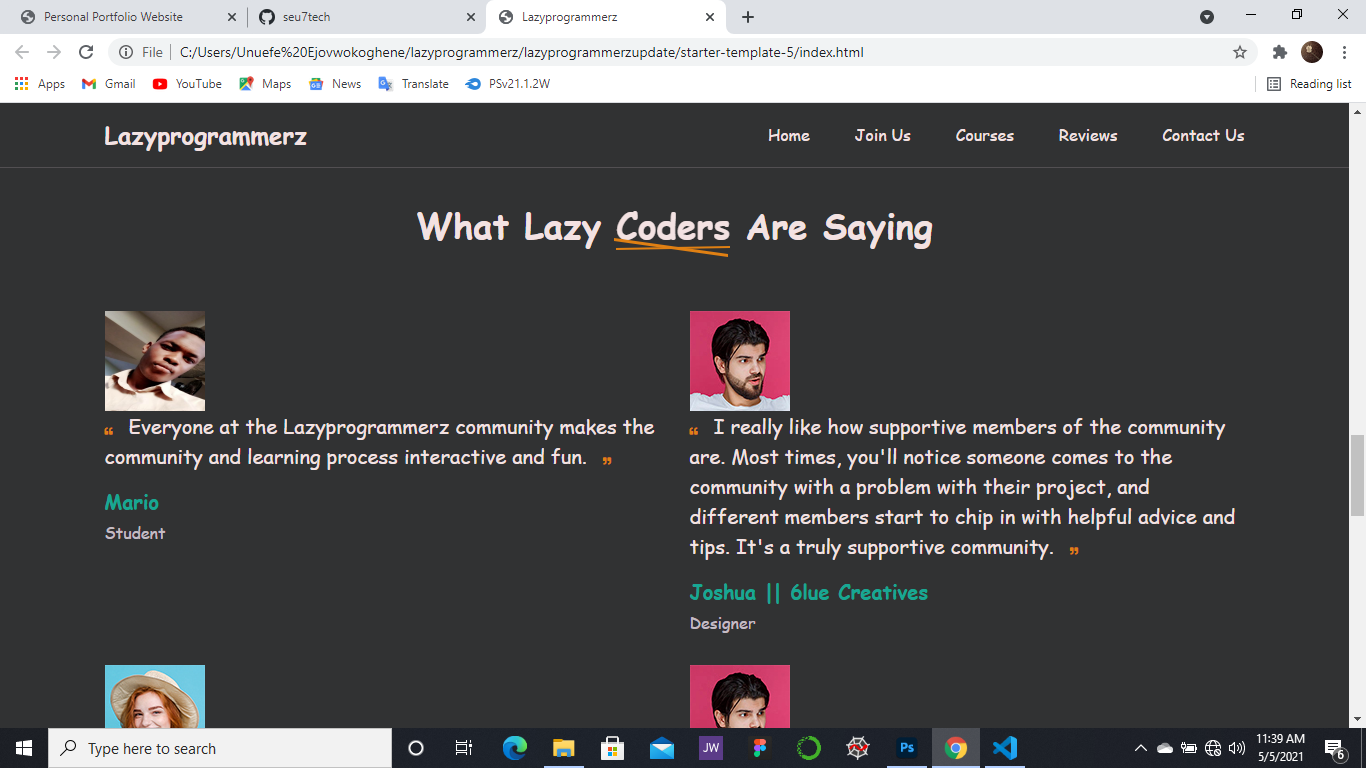 Personal Portfolio Website
seu7tech
Lazyprogrammerz
File
C:/Users/Unuefe%20Ejovwokoghene/lazyprogrammerz/lazyprogrammerzupdate/starter-template-5/index.html
Apps
Gmail
YouTube
Maps
News
Translate
PSv21.1.2W
Reading list
Lazyprogrammerz
Home
Join Us
Courses
Reviews
Contact Us
What Lazy Coders Are Saying
❝ Everyone at the Lazyprogrammerz community makes the
community and learning process interactive and fun. ❞
Mario
Student
❝ I really like how supportive members of the community
are. Most times, you'll notice someone comes to the
community with a problem with their project, and
different members start to chip in with helpful advice and
tips. It's a truly supportive community. ❞
Joshua || 6lue Creatives
Designer
Type here to search
JW
Ps
11:39 AM
5/5/2021
6